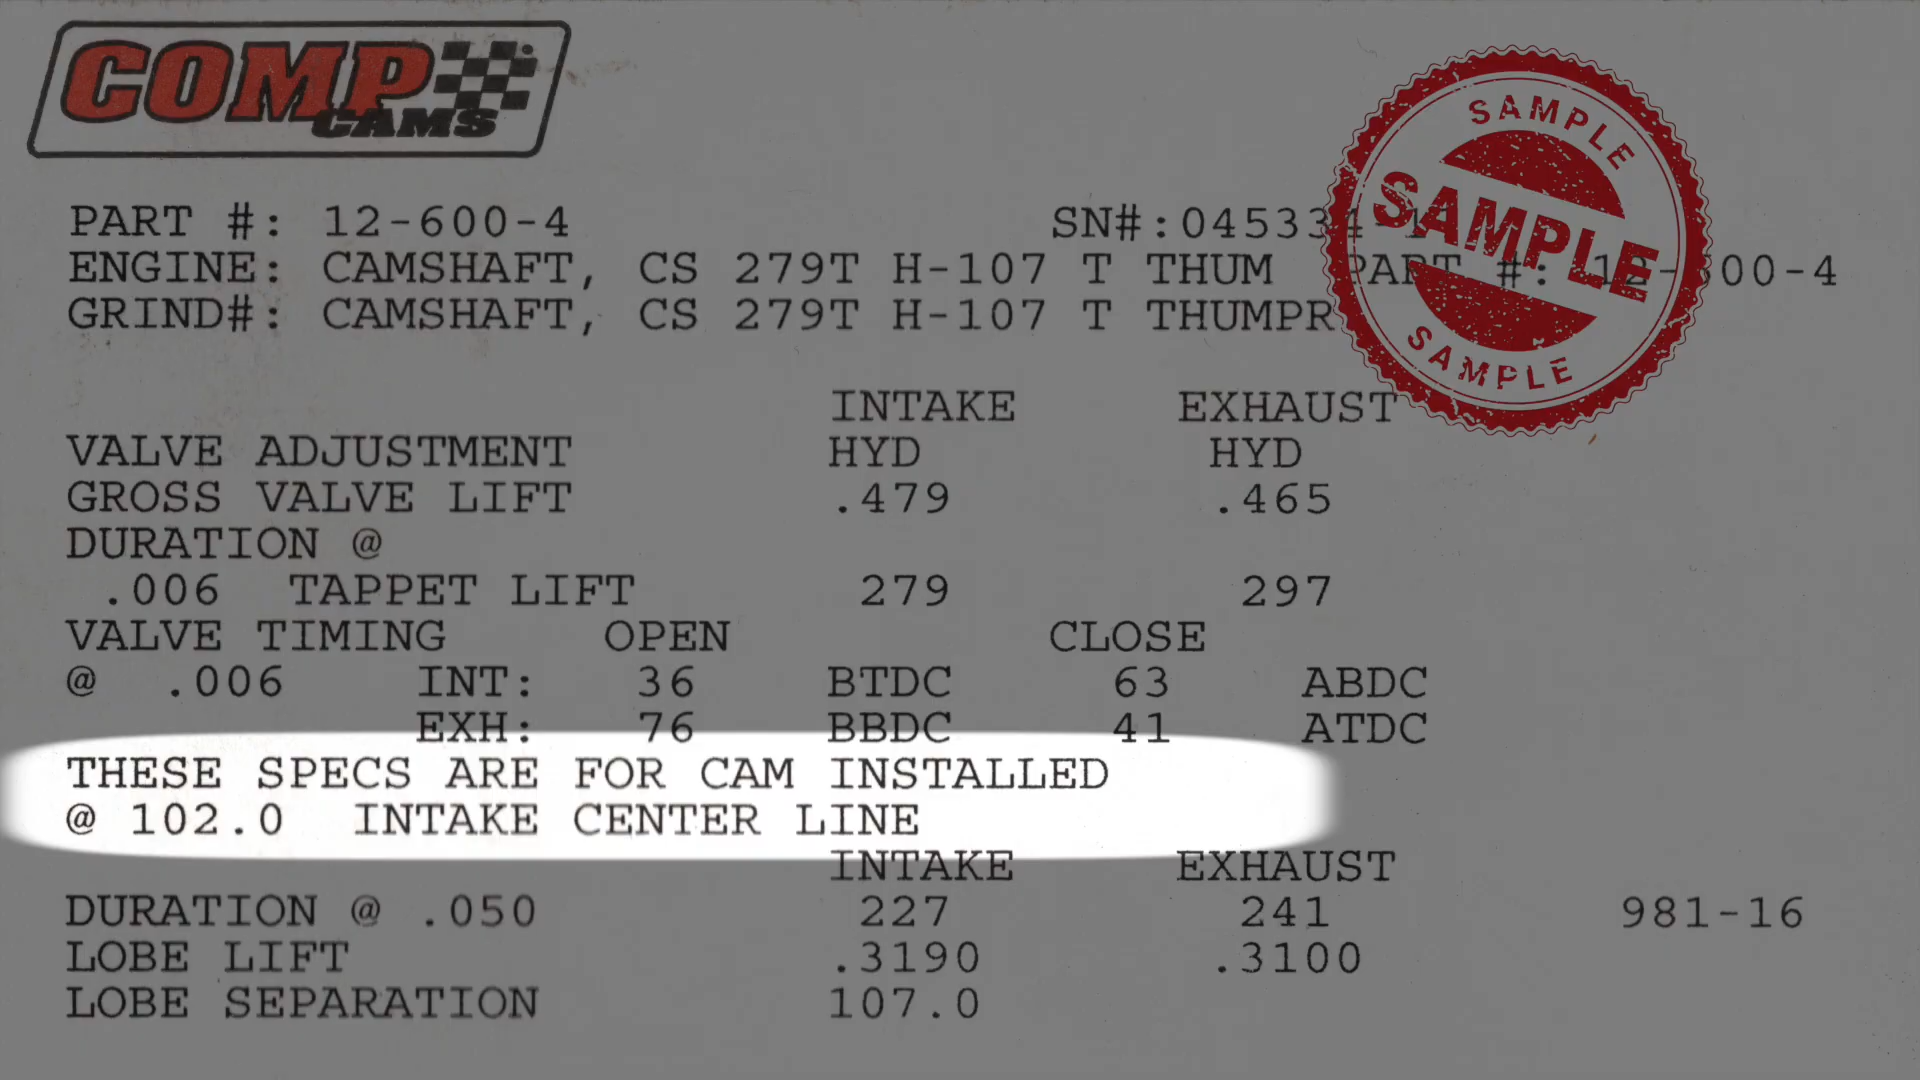 COMP
CAMS
SAMPLE
SAMPLE
SAMPLE
PART #: 12-600-4 SN#:045334-1
ENGINE: CAMSHAFT, CS 279T H-107 T THUM PART #: 12-600-4
GRIND#: CAMSHAFT, CS 279T H-107 T THUMPR
INTAKE EXHAUST
VALVE ADJUSTMENT HYD HYD
GROSS VALVE LIFT .479 .465
DURATION @
.006 TAPPET LIFT 279 297
VALVE TIMING OPEN CLOSE
@ .006 INT: 36 BTDC 63 ABDC
EXH: 76 BBDC 41 ATDC
THESE SPECS ARE FOR CAM INSTALLED
@ 102.0 INTAKE CENTER LINE
INTAKE EXHAUST
DURATION @ .050 227 241 981-16
LOBE LIFT .3190 .3100
LOBE SEPARATION 107.0